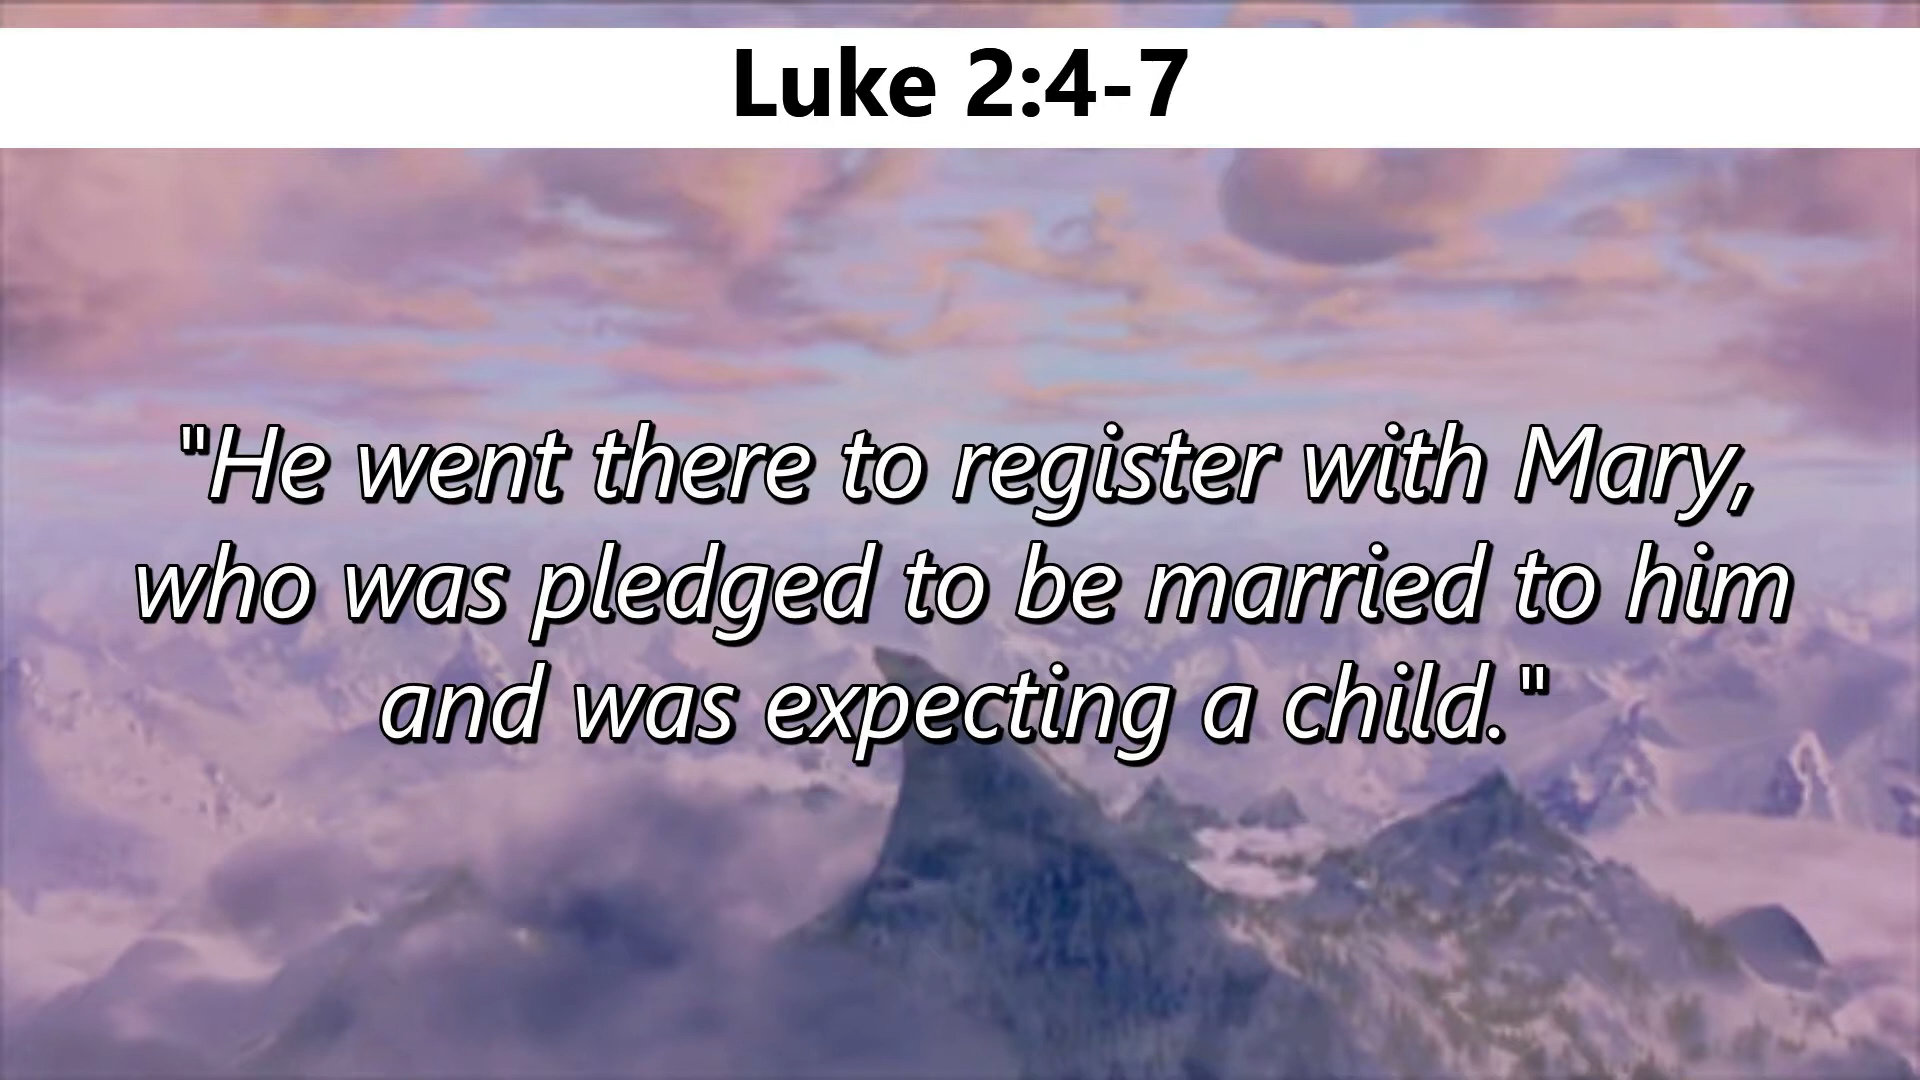 Luke 2:4-7
"He went there to register with Mary,
who was pledged to be married to him
and was expecting a child."